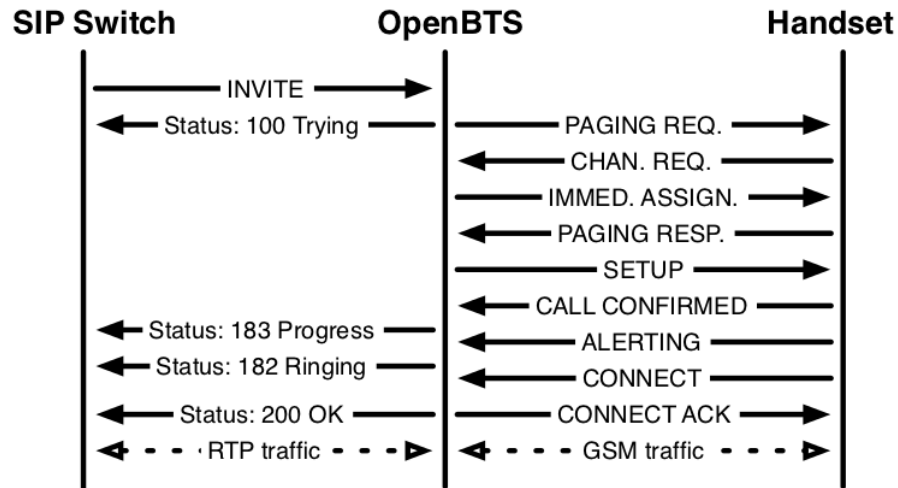 SIP Switch OpenBTS Handset
INVITE
Status: 100 Trying PAGING REQ.
CHAN. REQ.
IMMED. ASSIGN.
PAGING RESP.
SETUP
CALL CONFIRMED
Status: 183 Progress ALERTING
Status: 182 Ringing CONNECT
Status: 200 OK CONNECT ACK
RTP traffic GSM traffic